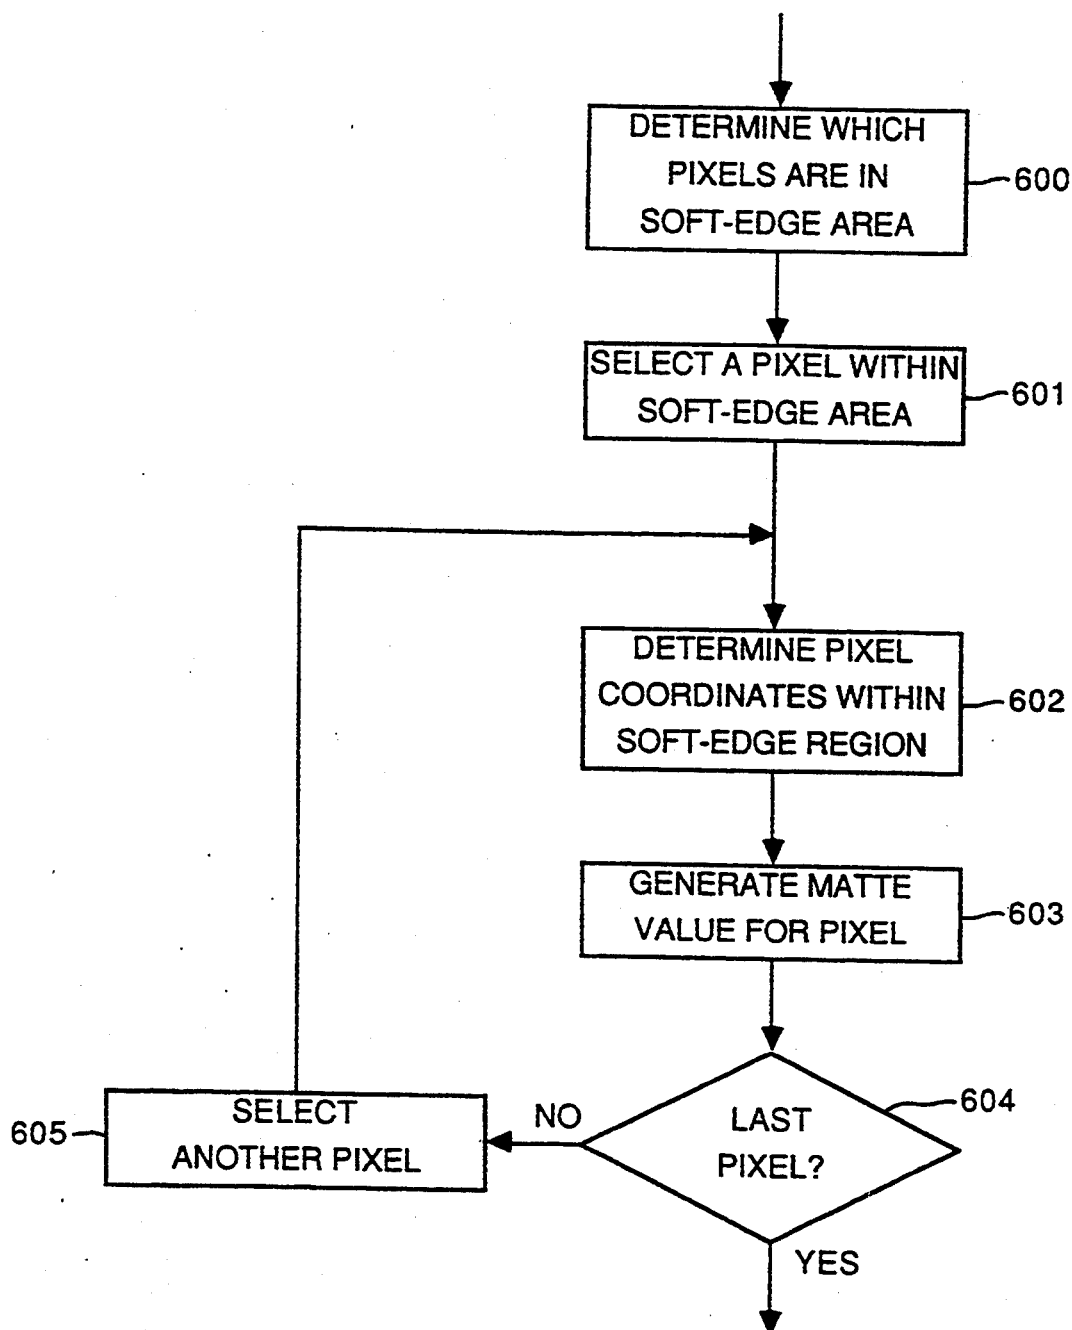 DETERMINE WHICH
PIXELS ARE IN
SOFT-EDGE AREA
600
SELECT A PIXEL WITHIN
SOFT-EDGE AREA
601
DETERMINE PIXEL
COORDINATES WITHIN
SOFT-EDGE REGION
602
GENERATE MATTE
VALUE FOR PIXEL
603
LAST
PIXEL?
604
NO
SELECT
ANOTHER PIXEL
605
YES